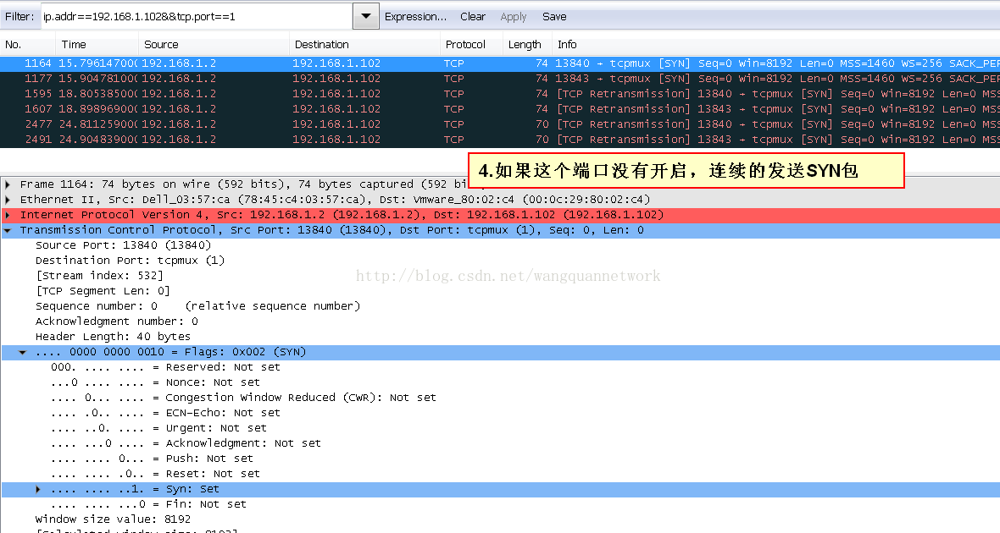 Filter: ip.addr==192.168.1.102&&tcp.port==1 Expression... Clear Apply Save
No. Time Source Destination Protocol Length Info
1164 15.796147000 192.168.1.2 192.168.1.102 TCP 74 13840 → tcpmux [SYN] Seq=0 Win=8192 Len=0 MSS=1460 WS=256 SACK_PER
1177 15.904781000 192.168.1.2 192.168.1.102 TCP 74 13843 → tcpmux [SYN] Seq=0 Win=8192 Len=0 MSS=1460 WS=256 SACK_PER
1595 18.805385000 192.168.1.2 192.168.1.102 TCP 74 [TCP Retransmission] 13840 → tcpmux [SYN] Seq=0 Win=8192 Len=0 MSS
1607 18.898969000 192.168.1.2 192.168.1.102 TCP 74 [TCP Retransmission] 13843 → tcpmux [SYN] Seq=0 Win=8192 Len=0 MSS
2477 24.811259000 192.168.1.2 192.168.1.102 TCP 70 [TCP Retransmission] 13840 → tcpmux [SYN] Seq=0 Win=8192 Len=0 MSS
2491 24.904839000 192.168.1.2 192.168.1.102 TCP 70 [TCP Retransmission] 13843 → tcpmux [SYN] Seq=0 Win=8192 Len=0 MSS
4.如果这个端口没有开启，连续的发送SYN包
Frame 1164: 74 bytes on wire (592 bits), 74 bytes captured (592 bi
Ethernet II, Src: Dell_03:57:ca (78:45:c4:03:57:ca), Dst: Vmware_80:02:c4 (00:0c:29:80:02:c4)
Internet Protocol Version 4, Src: 192.168.1.2 (192.168.1.2), Dst: 192.168.1.102 (192.168.1.102)
Transmission Control Protocol, Src Port: 13840 (13840), Dst Port: tcpmux (1), Seq: 0, Len: 0
Source Port: 13840 (13840)
Destination Port: tcpmux (1)
[Stream index: 532]
http://blog.csdn.net/wangquannetwork
[TCP Segment Len: 0]
Sequence number: 0 (relative sequence number)
Acknowledgment number: 0
Header Length: 40 bytes
.... 0000 0000 0010 = Flags: 0x002 (SYN)
000. .... .... = Reserved: Not set
...0 .... .... = Nonce: Not set
.... 0... .... = Congestion Window Reduced (CWR): Not set
.... .0.. .... = ECN-Echo: Not set
.... ..0. .... = Urgent: Not set
.... ...0 .... = Acknowledgment: Not set
.... .... 0... = Push: Not set
.... .... .0.. = Reset: Not set
.... .... ..1. = Syn: Set
.... .... ...0 = Fin: Not set
Window size value: 8192
[Calculated window size: 8192]